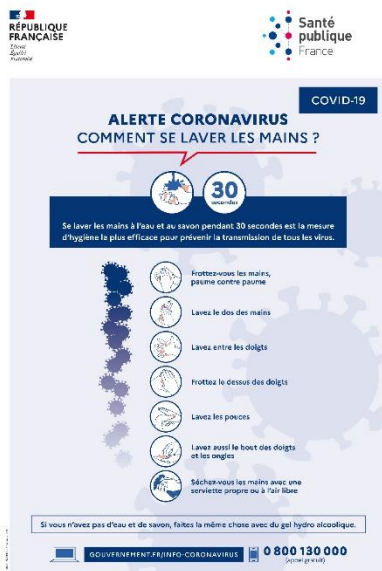 RÉPUBLIQUE
FRANÇAISE
Liberté
Égalité
Fraternité
Santé
publique
France
COVID-19
ALERTE CORONAVIRUS
COMMENT SE LAVER LES MAINS ?
30
secondes
Se laver les mains à l'eau et au savon pendant 30 secondes est la mesure
d'hygiène la plus efficace pour prévenir la transmission de tous les virus.
Frottez-vous les mains,
paume contre paume
Lavez le dos des mains
Lavez entre les doigts
Frottez le dessus des doigts
Lavez les pouces
Lavez aussi le bout des doigts
et les ongles
Séchez-vous les mains avec une
serviette propre ou à l'air libre
Si vous n'avez pas d'eau et de savon, faites la même chose avec du gel hydro alcoolique.
GOUVERNEMENT.FR/INFO-CORONAVIRUS
0 800 130 000
(appel gratuit)